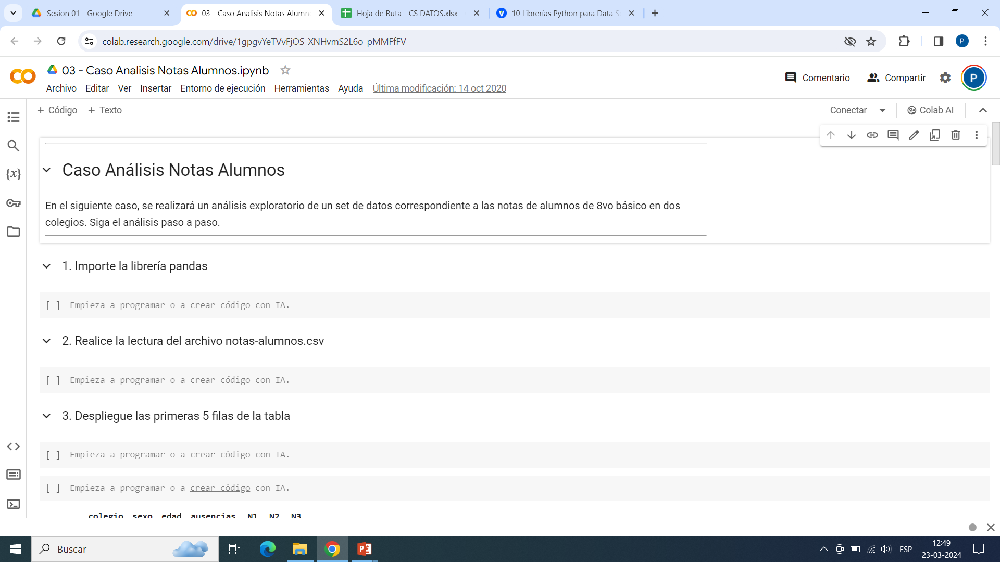 Sesion 01 - Google Drive
03 - Caso Analisis Notas Alumn
Hoja de Ruta - CS DATOS.xlsx -
10 Librerías Python para Data S
colab.research.google.com/drive/1gpgvYeTVvFjOS_XNHvmS2L6o_pMMFfFV
P
03 - Caso Analisis Notas Alumnos.ipynb
Archivo Editar Ver Insertar Entorno de ejecución Herramientas Ayuda Última modificación: 14 oct 2020
Comentario
Compartir
P
+ Código + Texto
Conectar
Colab AI
{x}
Caso Análisis Notas Alumnos
En el siguiente caso, se realizará un análisis exploratorio de un set de datos correspondiente a las notas de alumnos de 8vo básico en dos
colegios. Siga el análisis paso a paso.
1. Importe la librería pandas
[ ] Empieza a programar o a crear código con IA.
2. Realice la lectura del archivo notas-alumnos.csv
[ ] Empieza a programar o a crear código con IA.
3. Despliegue las primeras 5 filas de la tabla
[ ] Empieza a programar o a crear código con IA.
[ ] Empieza a programar o a crear código con IA.
colegio sexo edad ausencias N1 N2 N3
Buscar
ESP
12:49
23-03-2024